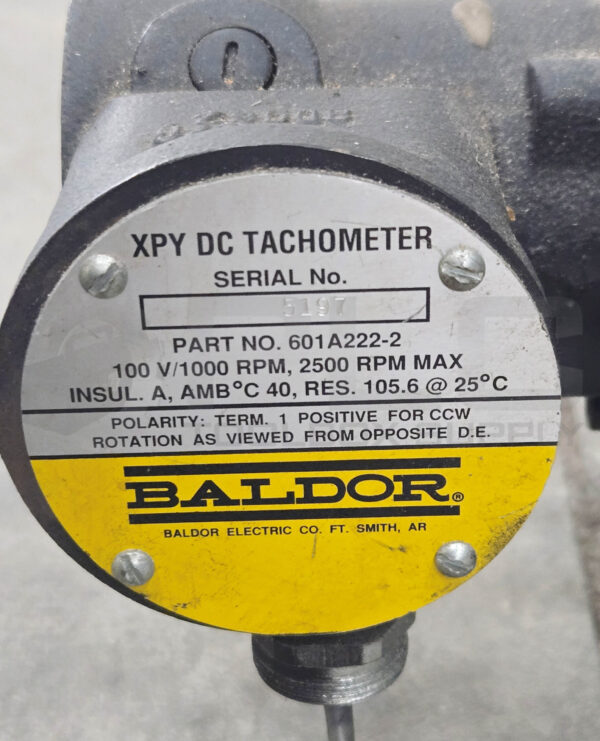 XPY DC TACHOMETER
SERIAL No.
5197
PART NO. 601A222-2
100 V/1000 RPM, 2500 RPM MAX
INSUL. A, AMB°C 40, RES. 105.6 @ 25°C
POLARITY: TERM. 1 POSITIVE FOR CCW
ROTATION AS VIEWED FROM OPPOSITE D.E.
BALDOR®
BALDOR ELECTRIC CO. FT. SMITH, AR